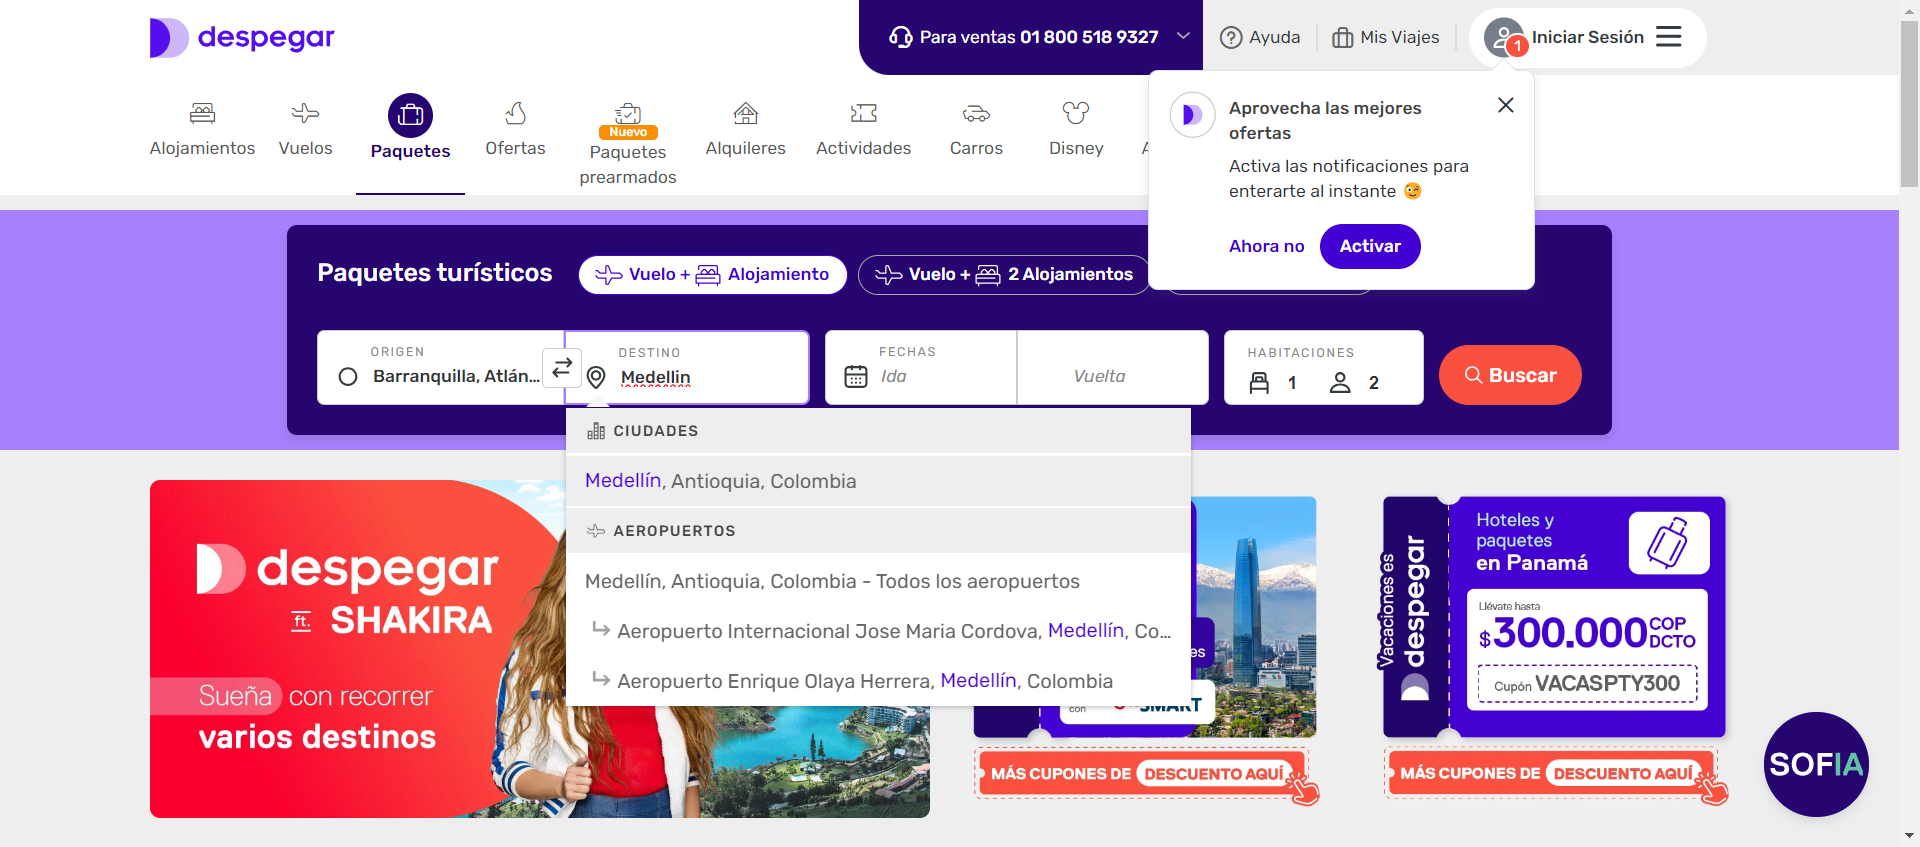 despegar
Para ventas 01 800 518 9327
Ayuda
Mis Viajes
1
Iniciar Sesión
Alojamientos
Vuelos
Paquetes
Ofertas
Nuevo
Paquetes
prearmados
Alquileres
Actividades
Carros
Disney
Aprovecha las mejores
ofertas
Activa las notificaciones para
enterarte al instante 😉
Ahora no
Activar
Paquetes turísticos
Vuelo + Alojamiento
Vuelo + 2 Alojamientos
ORIGEN
Barranquilla, Atlán...
DESTINO
Medellin
FECHAS
Ida
Vuelta
HABITACIONES
1
2
Buscar
CIUDADES
Medellín, Antioquia, Colombia
AEROPUERTOS
Medellín, Antioquia, Colombia - Todos los aeropuertos
Aeropuerto Internacional Jose Maria Cordova, Medellín, Co...
Aeropuerto Enrique Olaya Herrera, Medellín, Colombia
despegar
ft. SHAKIRA
Sueña con recorrer
varios destinos
con
SMART
MÁS CUPONES DE DESCUENTO AQUÍ
Vacaciones es
despegar
Hoteles y
paquetes
en Panamá
Llévate hasta
$300.000 COP
DCTO
Cupón VACASPTY300
MÁS CUPONES DE DESCUENTO AQUÍ
SOFIA